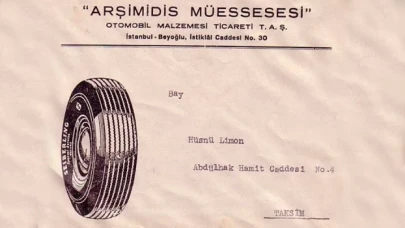 "ARŞİMİDİS MÜESSESESİ"
OTOMOBİL MALZEMESİ TİCARETİ T. A. Ş.
İstanbul - Beyoğlu, İstiklâl Caddesi No. 30
Bay
Hüsnü Limon
Abdülhak Hamit Caddesi No.4
TAKSİM
SEIBERLING